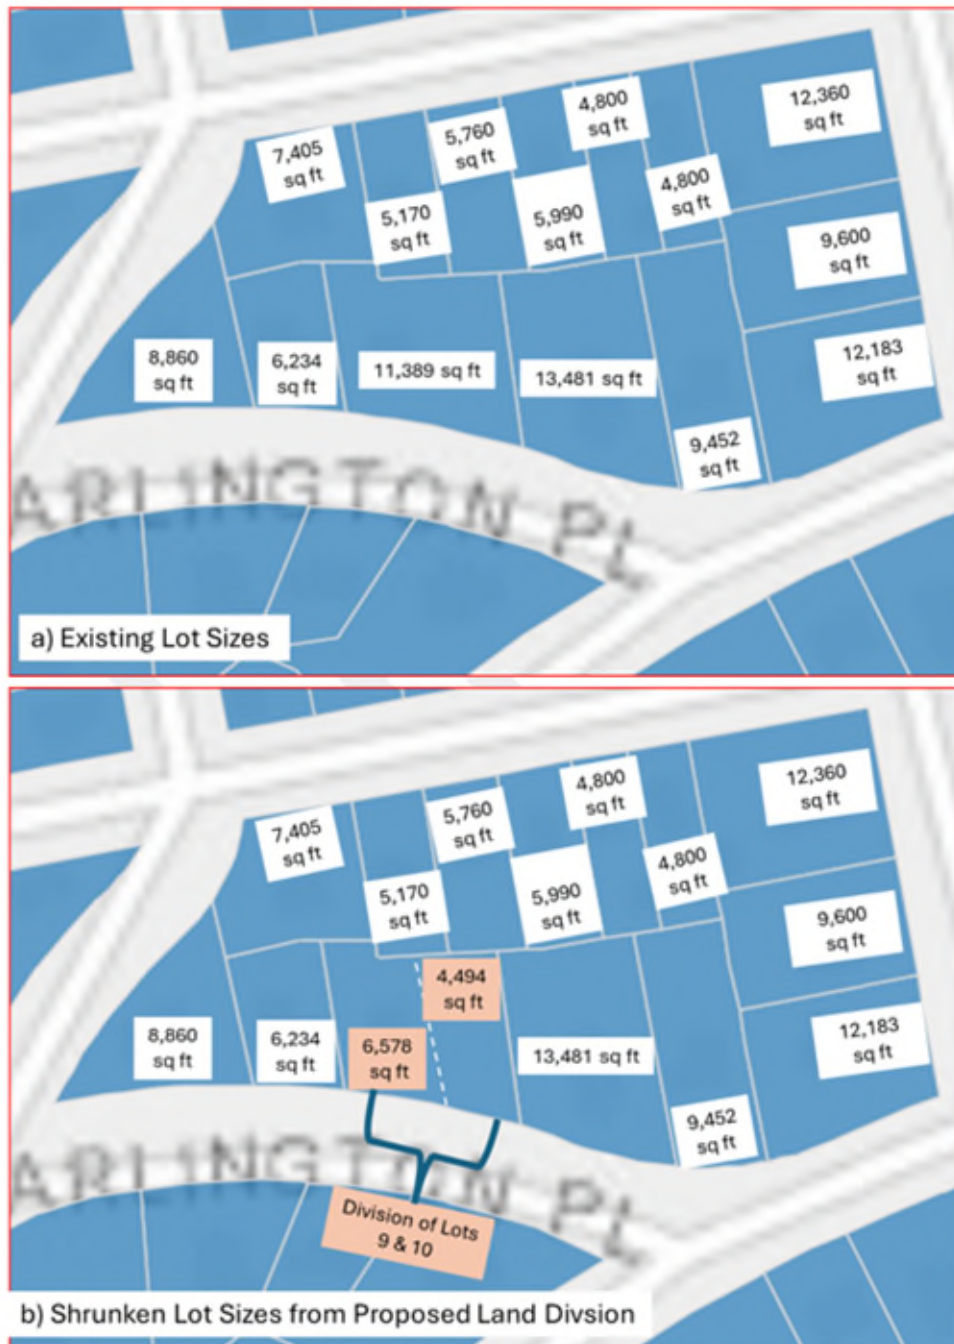 7,405
sq ft
5,170
sq ft
5,760
sq ft
5,990
sq ft
4,800
sq ft
4,800
sq ft
12,360
sq ft
9,600
sq ft
12,183
sq ft
8,860
sq ft
6,234
sq ft
11,389 sq ft
13,481 sq ft
9,452
sq ft
ARLINGTON PL
a) Existing Lot Sizes
7,405
sq ft
5,170
sq ft
5,760
sq ft
5,990
sq ft
4,800
sq ft
4,800
sq ft
12,360
sq ft
9,600
sq ft
12,183
sq ft
8,860
sq ft
6,234
sq ft
6,578
sq ft
4,494
sq ft
13,481 sq ft
9,452
sq ft
ARLINGTON PL
Division of Lots
9 & 10
b) Shrunken Lot Sizes from Proposed Land Divsion